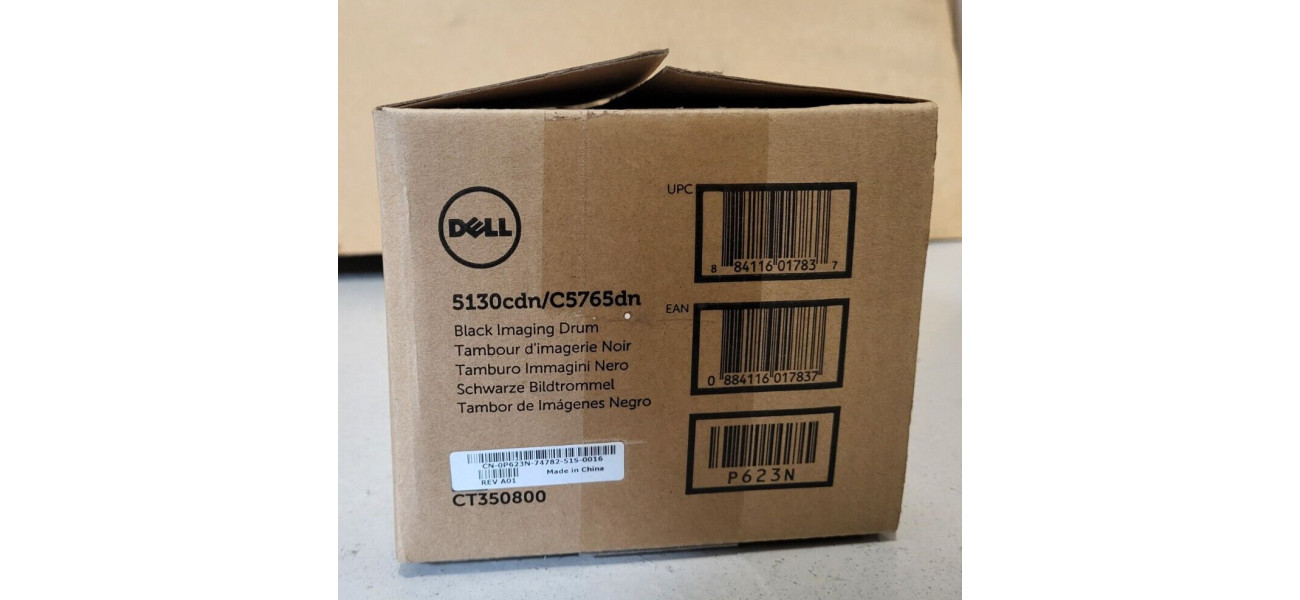 DELL
5130cdn/C5765dn
Black Imaging Drum
Tambour d'imagerie Noir
Tamburo Immagini Nero
Schwarze Bildtrommel
Tambor de Imágenes Negro
CN-0P623N-74782-515-0016
Made in China
REV A01
CT350800
UPC
8 84116 01783 7
EAN
0 884116 017837
P623N